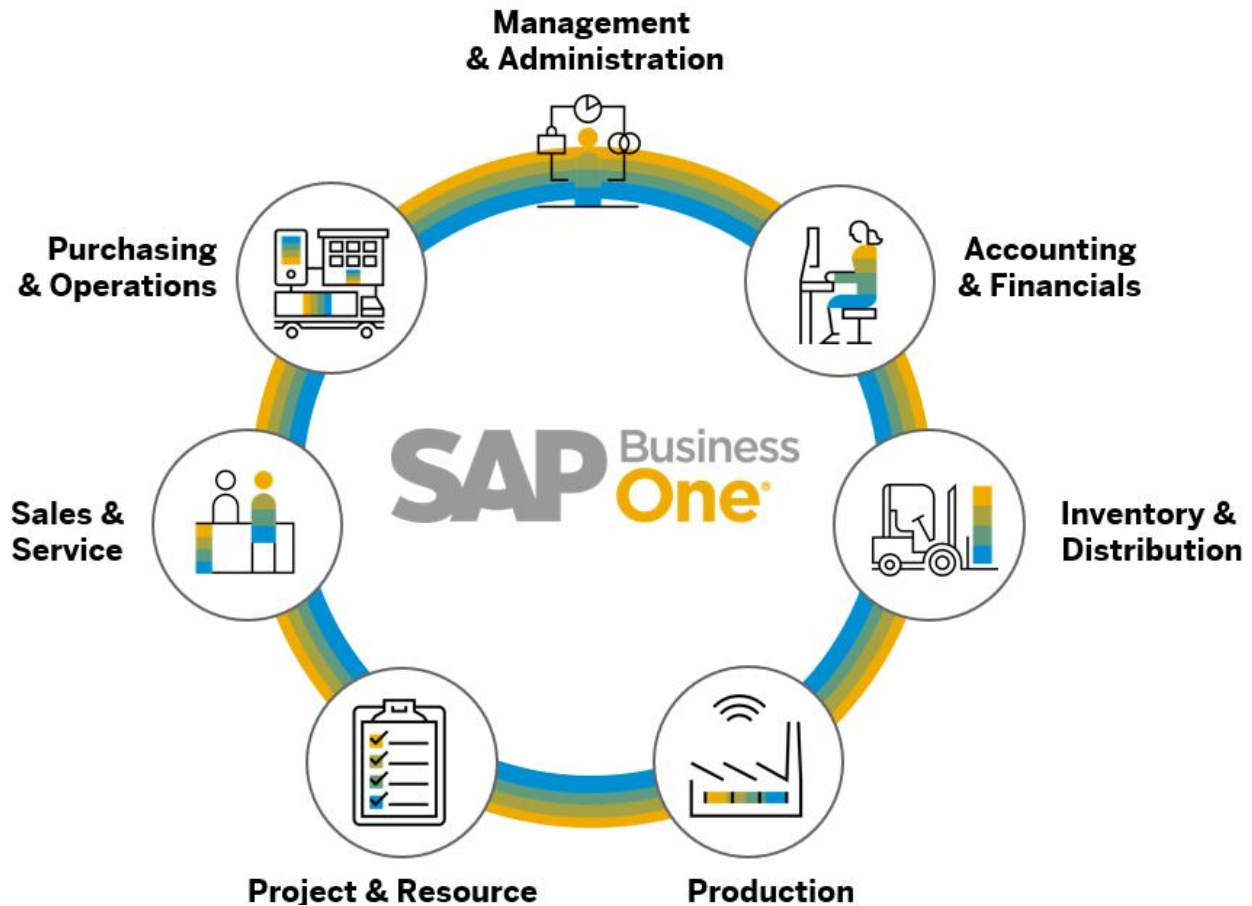 Management
& Administration
Accounting
& Financials
Inventory &
Distribution
Production
Project & Resource
Sales &
Service
Purchasing
& Operations
SAP Business
One®